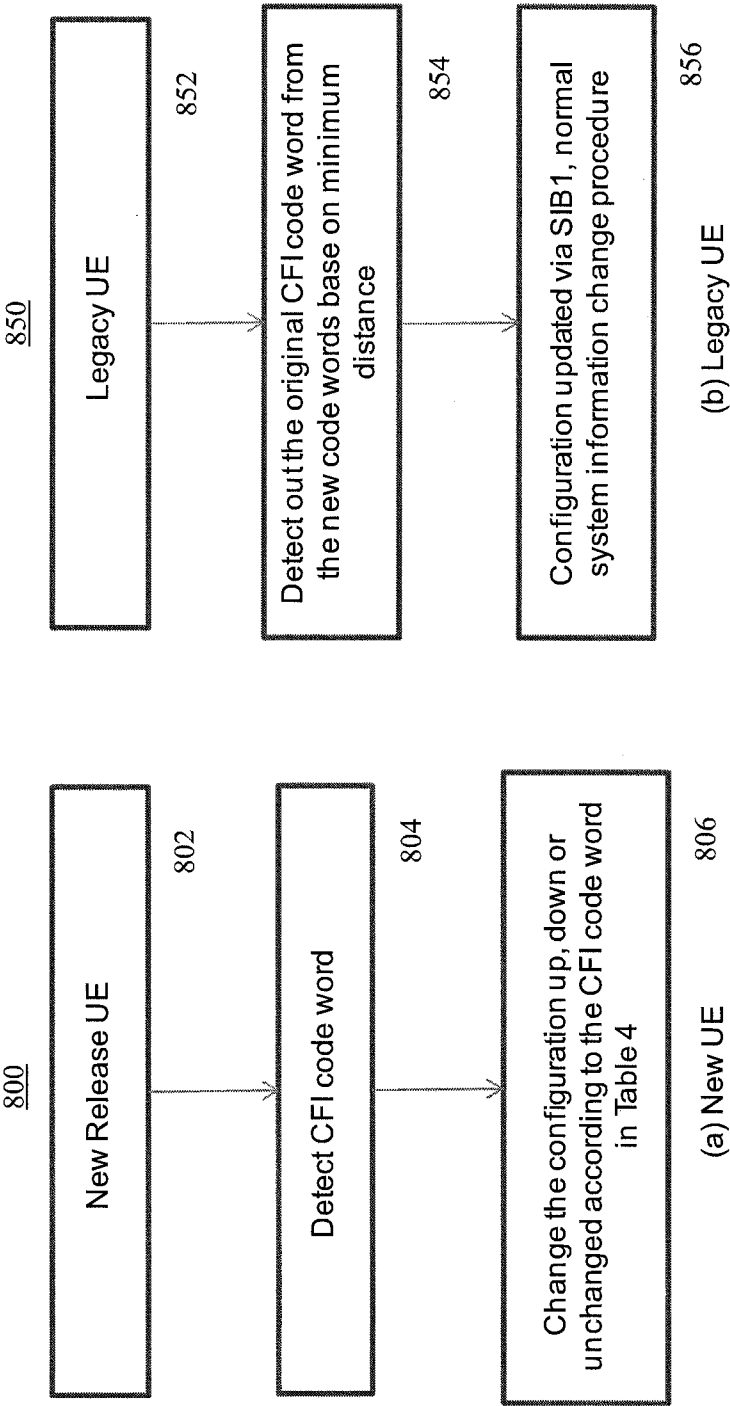 800
New Release UE
802
Detect CFI code word
804
Change the configuration up, down or
unchanged according to the CFI code word
in Table 4
806
(a) New UE
850
Legacy UE
852
Detect out the original CFI code word from
the new code words base on minimum
distance
854
Configuration updated via SIB1, normal
system information change procedure
856
(b) Legacy UE